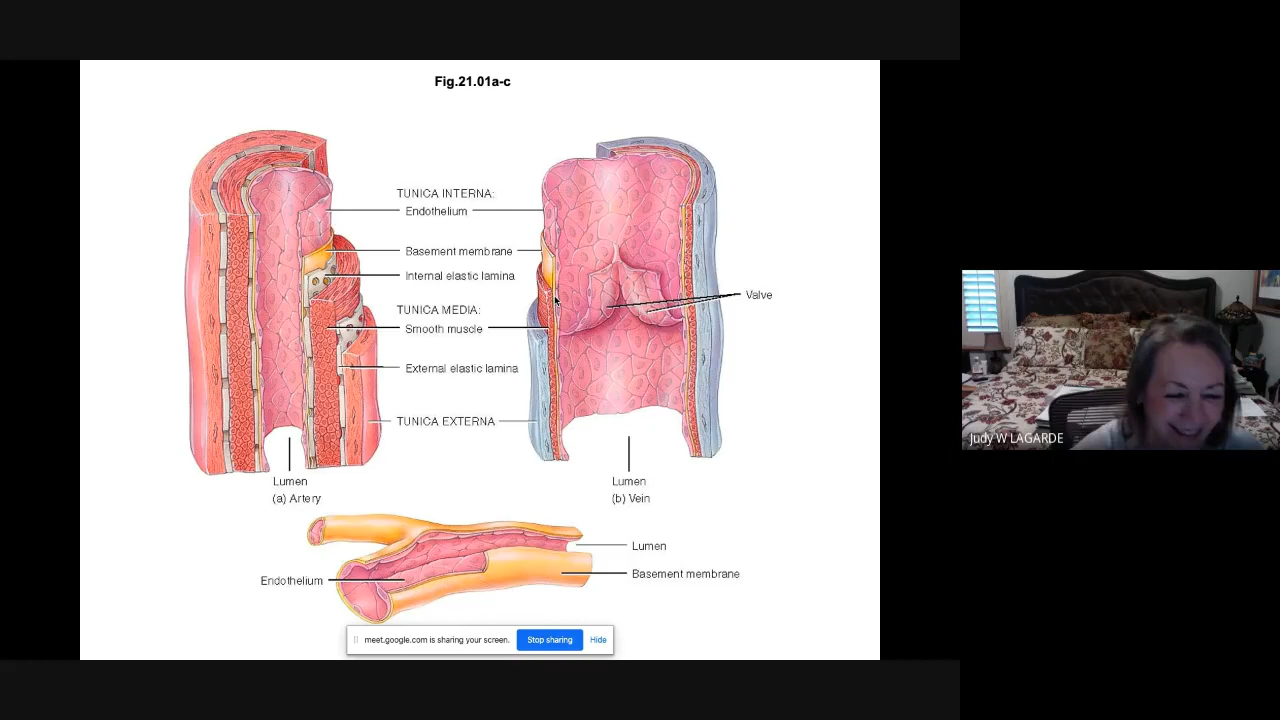 Fig.21.01a-c
TUNICA INTERNA:
Endothelium
Basement membrane
Internal elastic lamina
TUNICA MEDIA:
Valve
Smooth muscle
External elastic lamina
TUNICA EXTERNA
Judy W LAGARDE
Lumen
Lumen
(a) Artery
(b) Vein
Lumen
Basement membrane
Endothelium
meet.google.com is sharing your screen. Stop sharing Hide